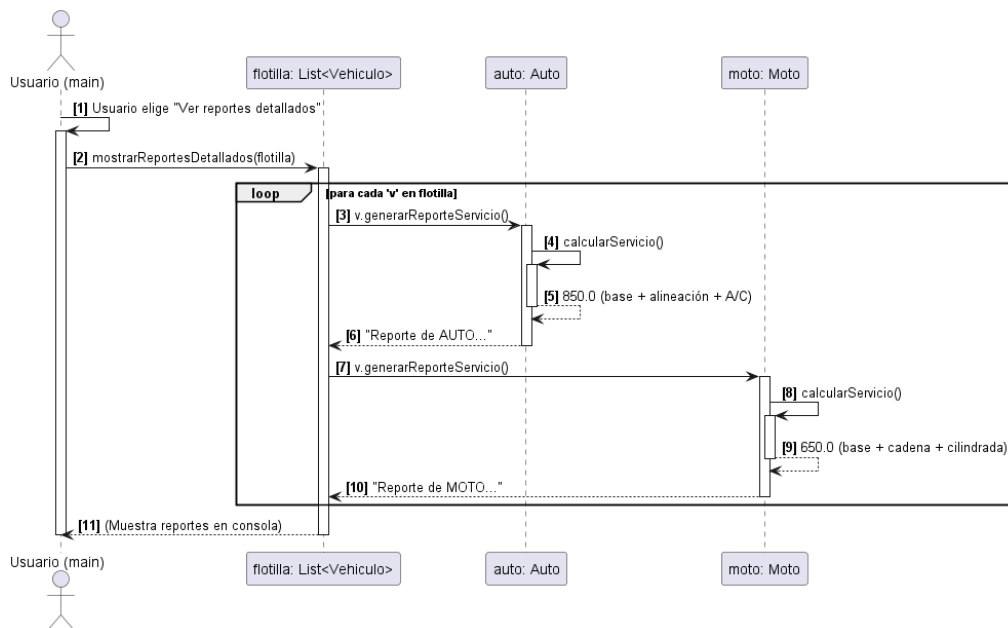 Usuario (main)
flotilla: List<Vehiculo>
auto: Auto
moto: Moto
[1] Usuario elige "Ver reportes detallados"
[2] mostrarReportesDetallados(flotilla)
loop
[para cada 'v' en flotilla]
[3] v.generarReporteServicio()
[4] calcularServicio()
[5] 850.0 (base + alineación + A/C)
[6] "Reporte de AUTO..."
[7] v.generarReporteServicio()
[8] calcularServicio()
[9] 650.0 (base + cadena + cilindrada)
[10] "Reporte de MOTO..."
[11] (Muestra reportes en consola)
Usuario (main)
flotilla: List<Vehiculo>
auto: Auto
moto: Moto